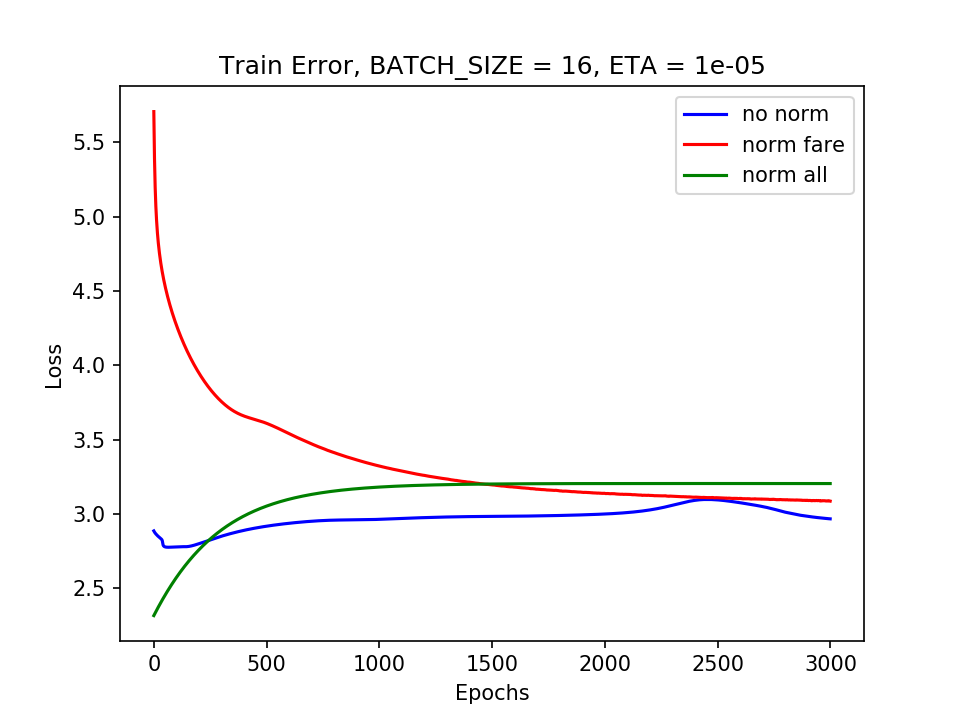 Train Error, BATCH_SIZE = 16, ETA = 1e-05
no norm
norm fare
norm all
Loss
5.5
5.0
4.5
4.0
3.5
3.0
2.5
0 500 1000 1500 2000 2500 3000
Epochs